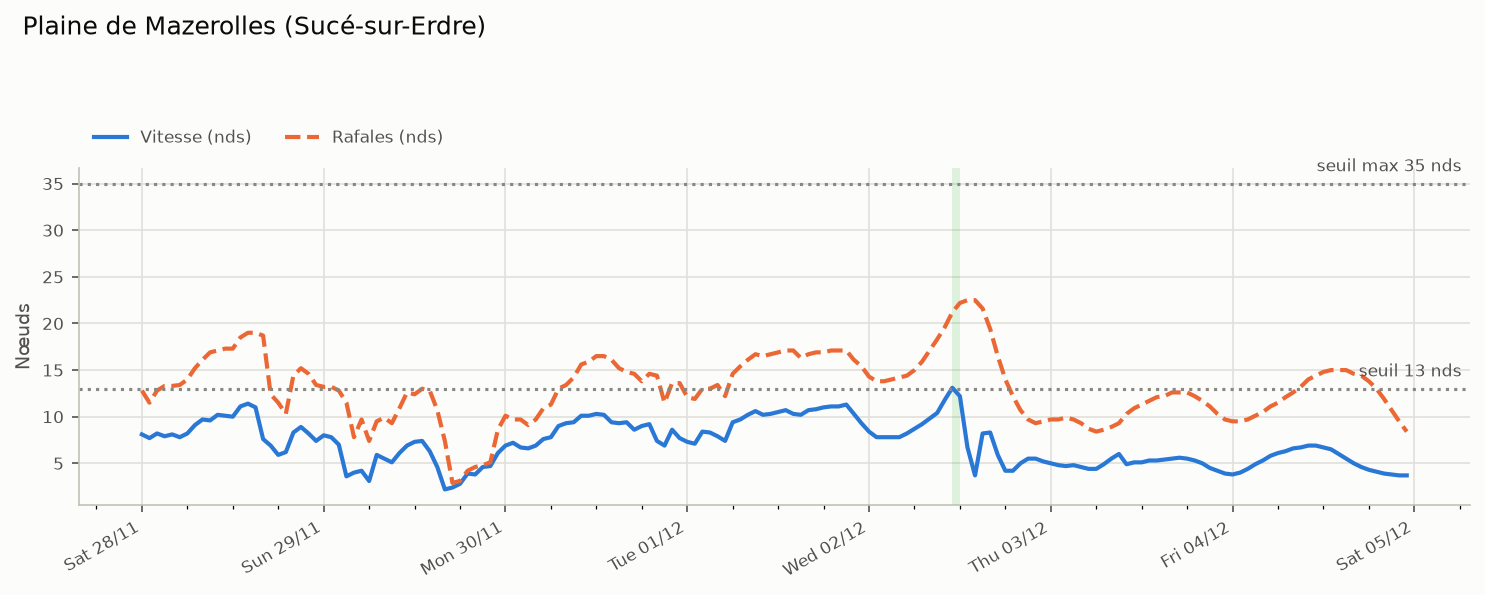 Plaine de Mazerolles (Sucé-sur-Erdre)
Vitesse (nds) Rafales (nds)
seuil max 35 nds
35
30
25
20
15
10
5
seuil 13 nds
Nœuds
Sat 28/11 Sun 29/11 Mon 30/11 Tue 01/12 Wed 02/12 Thu 03/12 Fri 04/12 Sat 05/12